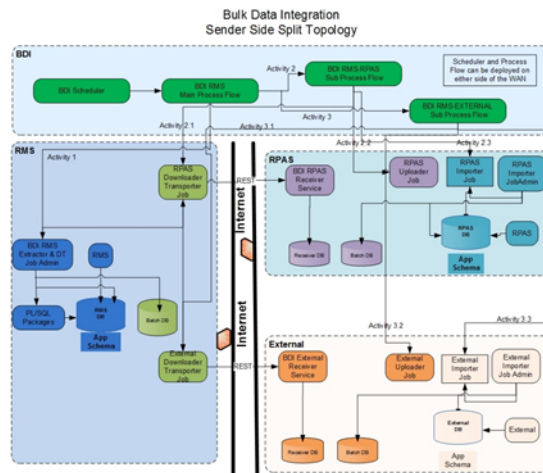 Bulk Data Integration
Sender Side Split Topology
BDI
Activity 2
BDI RMS-RPAS
Sub Process Flow
Scheduler and Process
Flow can be deployed on
either side of the WAN
BDI Scheduler
BDI RMS
Main Process Flow
Activity 3
BDI RMS-EXTERNAL
Sub Process Flow
Activity 2.1
Activity 3.1
Activity 2.2
Activity 2.3
RMS
Activity 1
RPAS
Downloader
Transporter
Job
REST
Internet
RPAS
BDI RPAS
Receiver
Service
RPAS
Uploader
Job
RPAS
Importer
Job
RPAS
Importer
JobAdmin
BDI RMS
Extractor & DT
Job Admin
RMS
Receiver DB
Batch DB
RPAS
DB
RPAS
App
Schema
PL/SQL
Packages
RMS
DB
App
Schema
Batch DB
Internet
Activity 3.2
Activity 3.3
External
Downloader
Transporter
Job
REST
External
BDI External
Receiver
Service
External
Uploader
Job
External
Importer
Job
External
Importer
Job Admin
Receiver DB
Batch DB
External
DB
External
App
Schema